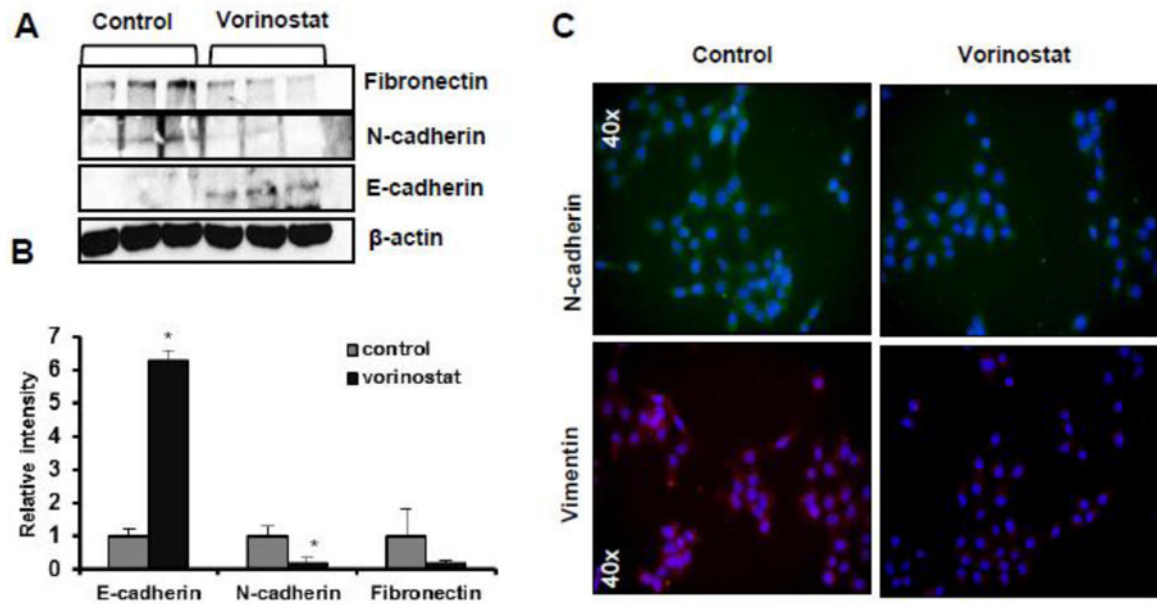 A
Control Vorinostat
Fibronectin
N-cadherin
E-cadherin
β-actin
B
7
6
5
4
3
2
1
0
Relative intensity
*
*
control
vorinostat
E-cadherin N-cadherin Fibronectin
C
Control Vorinostat
N-cadherin
40x
Vimentin
40x